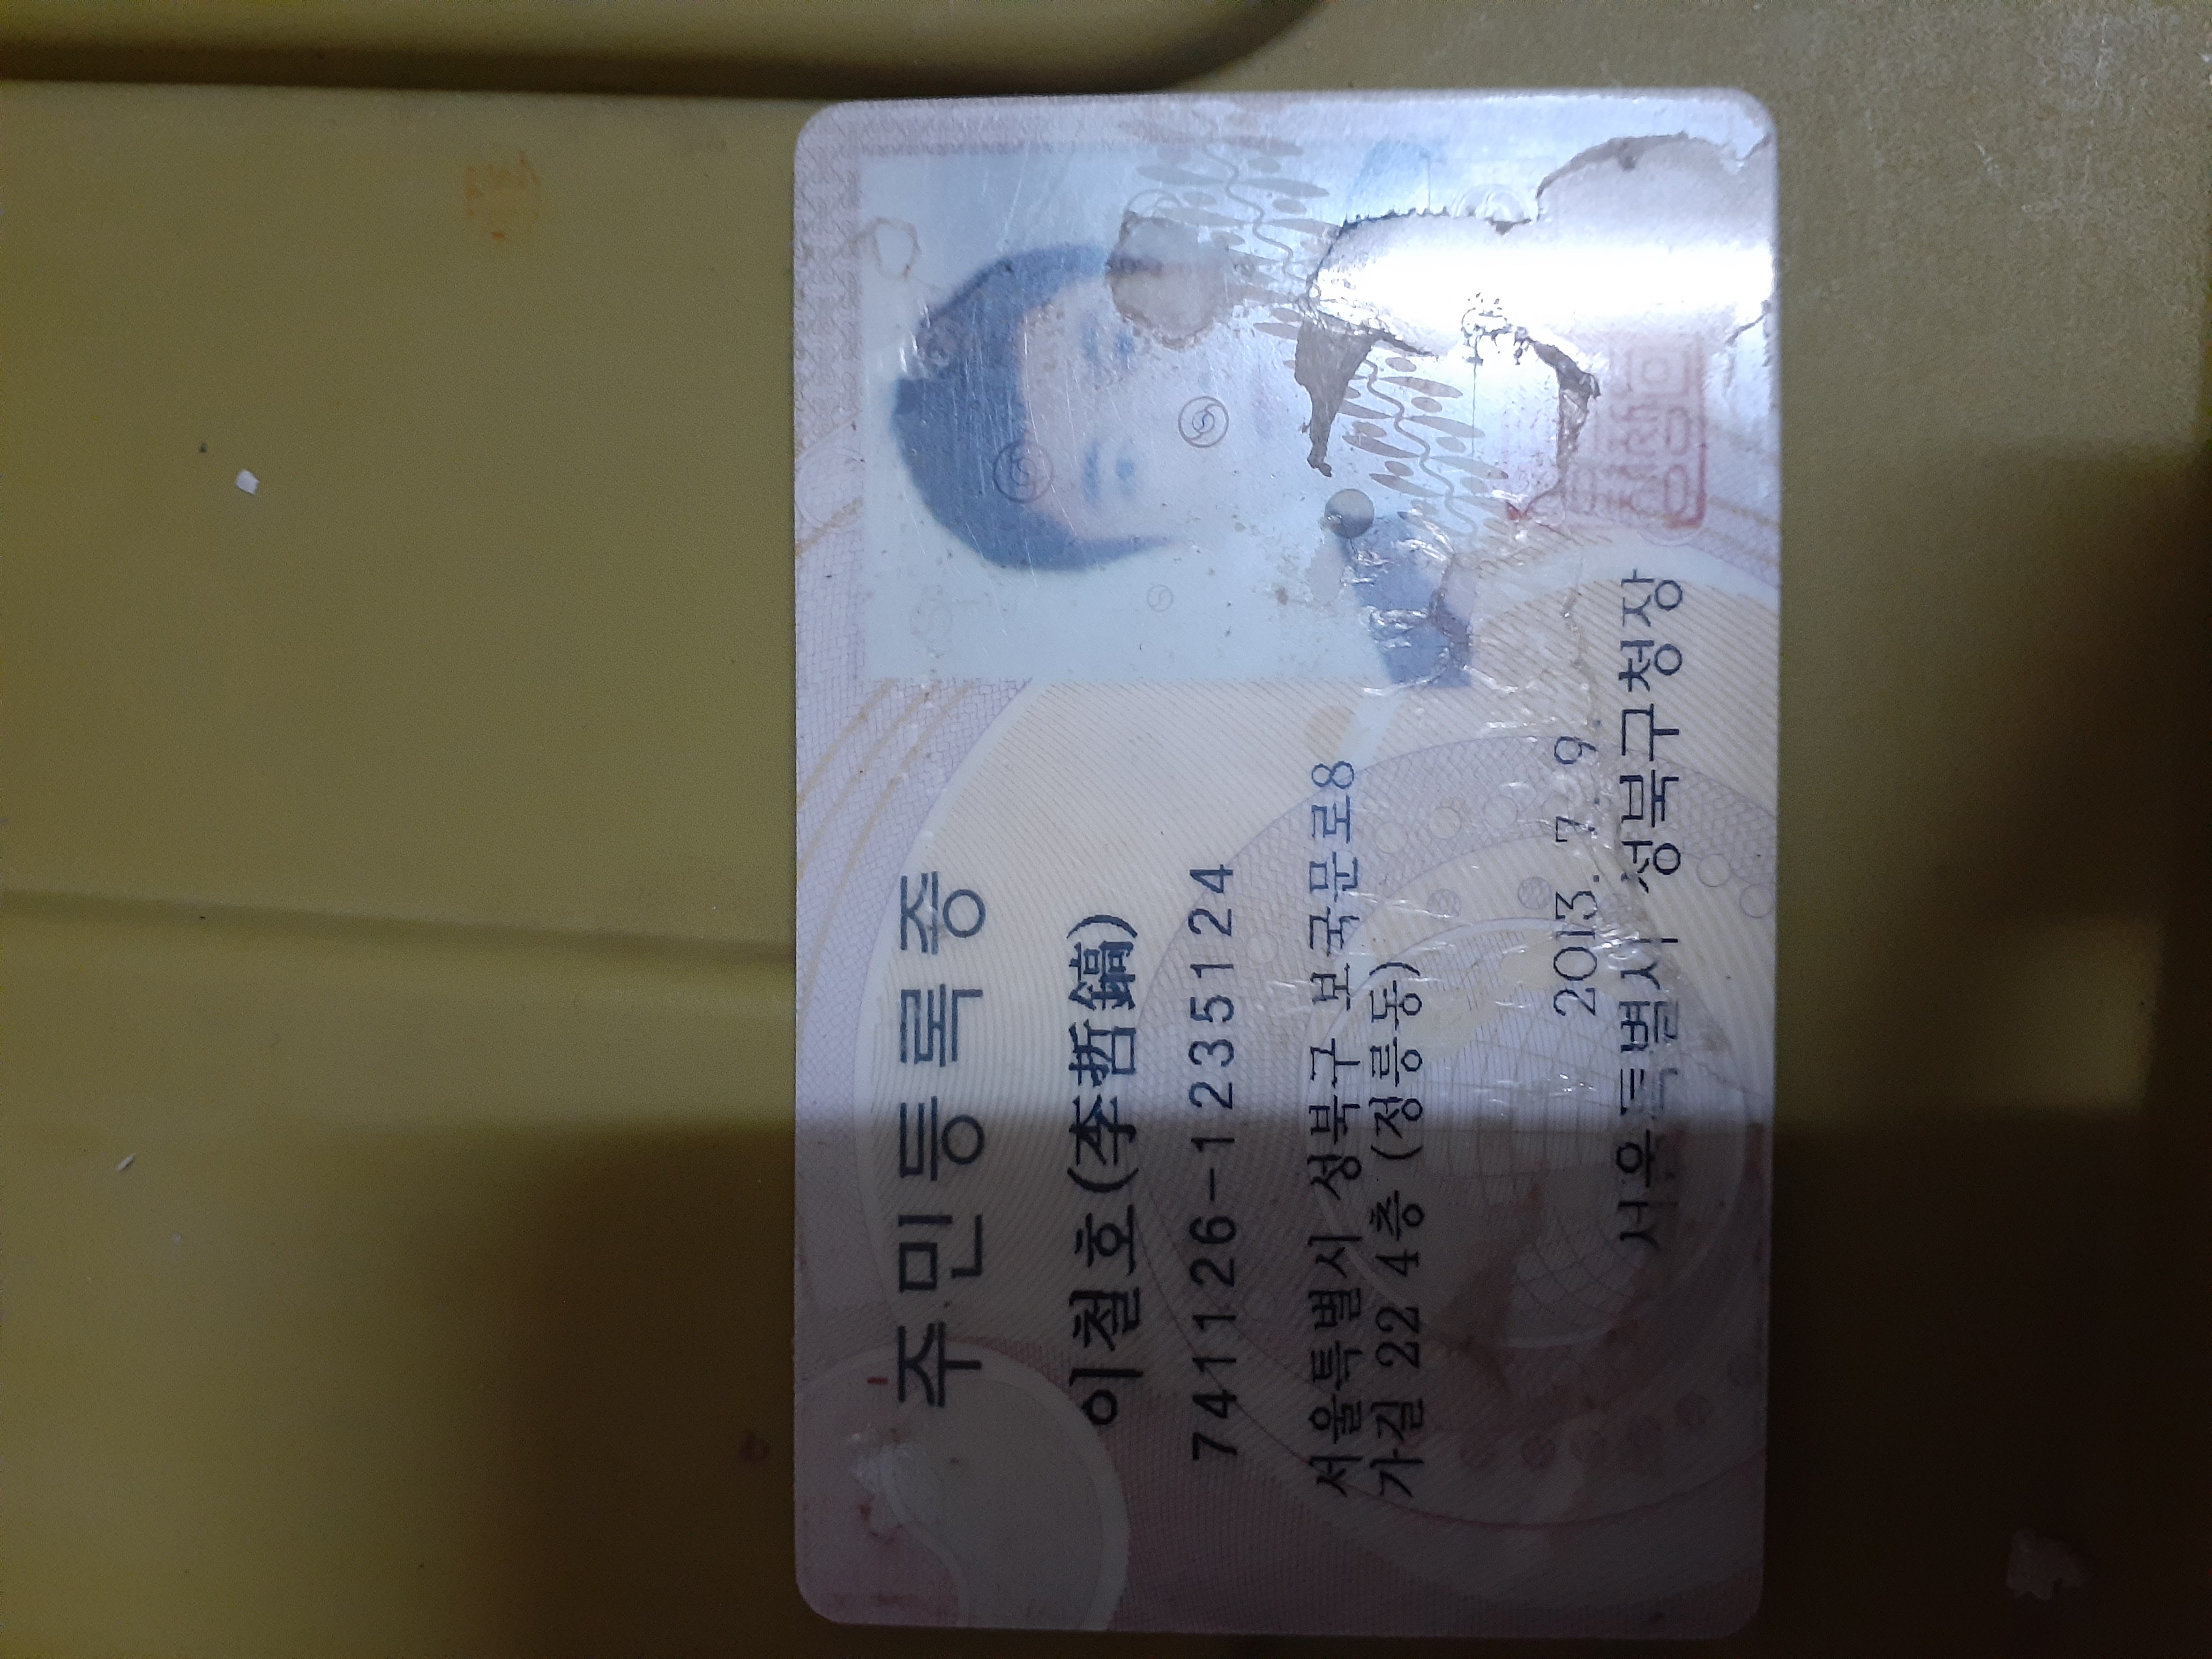 주민등록증
이철호(李哲鎬)
741126-1235124
서울특별시 성북구 보국문로8
가길 22 4층 (정릉동)
2013. 7. 9.
서울특별시 성북구청장